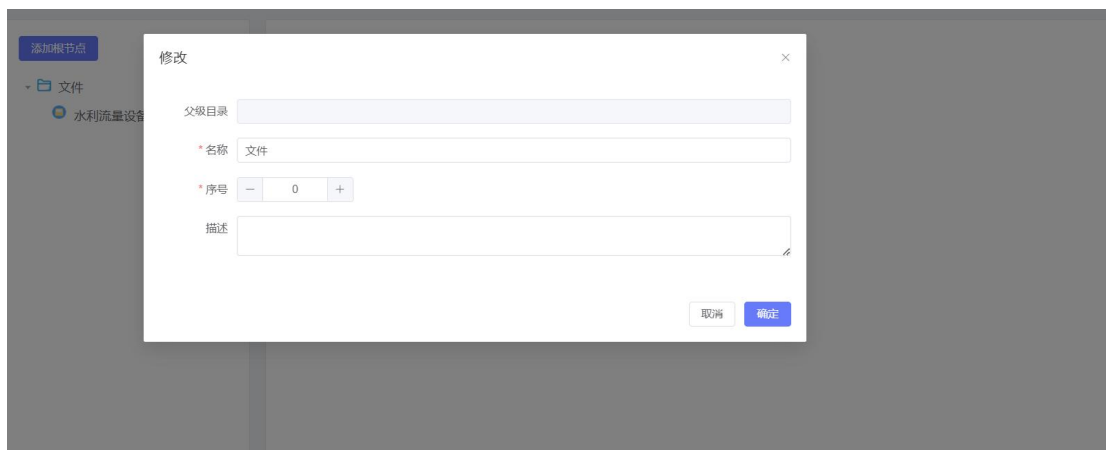 添加根节点
文件
水利流量设备
修改
父级目录
*名称 文件
*序号 0
描述
取消 确定